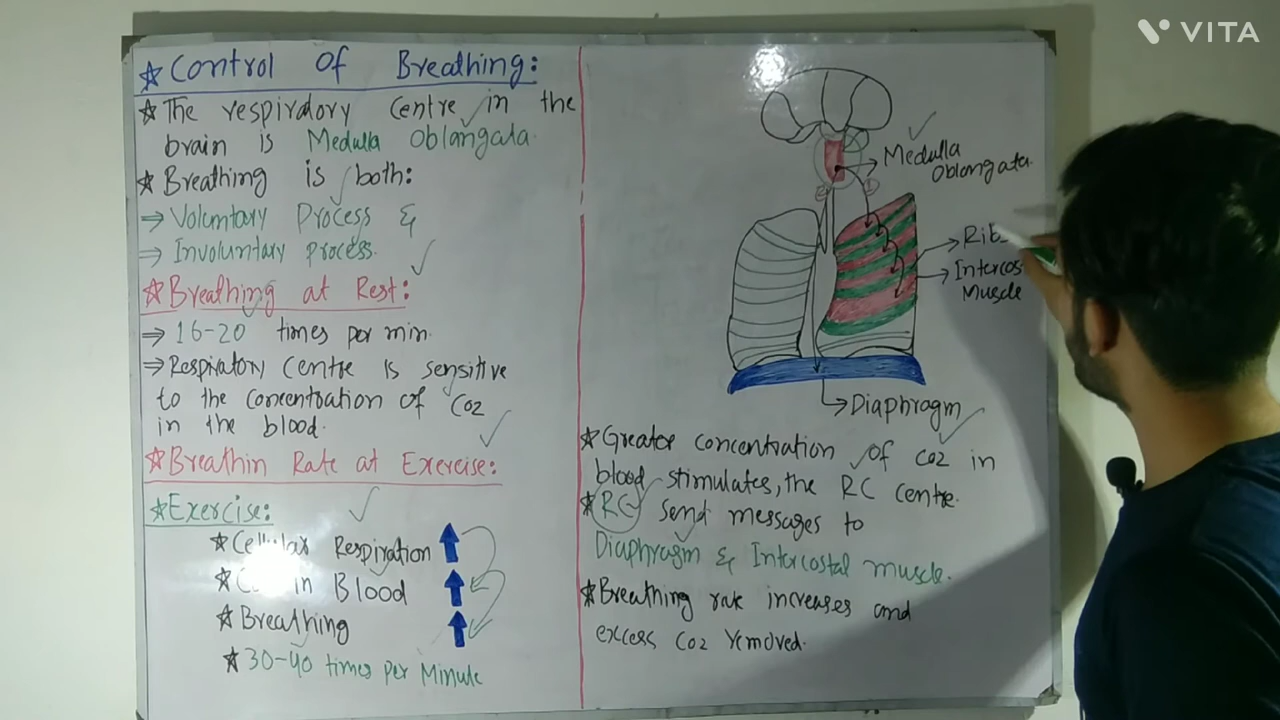 VITA
☆ Control of Breathing:
☆ The respiratory centre in the
brain is Medulla Oblangata.
☆ Breathing is both:
⇒ Voluntary Process &
⇒ Involuntary process.
☆ Breathing at Rest:
⇒ 16-20 times per min.
⇒ Respiratory centre is sensitive
to the concentration of CO2
in the blood.
☆ Breathin Rate at Exercise:
☆ Exercise:
☆ Cellular Respiration
☆ in Blood
☆ Breathing
☆ 30-40 times per Minute
Medulla
Oblongata
Muscle
Diaphragm
☆ Greater concentration of CO2 in
blood stimulates, the RC centre.
☆ RC send messages to
Diaphragm & Intercostal muscle.
☆ Breathing rate increases and
excess CO2 removed.